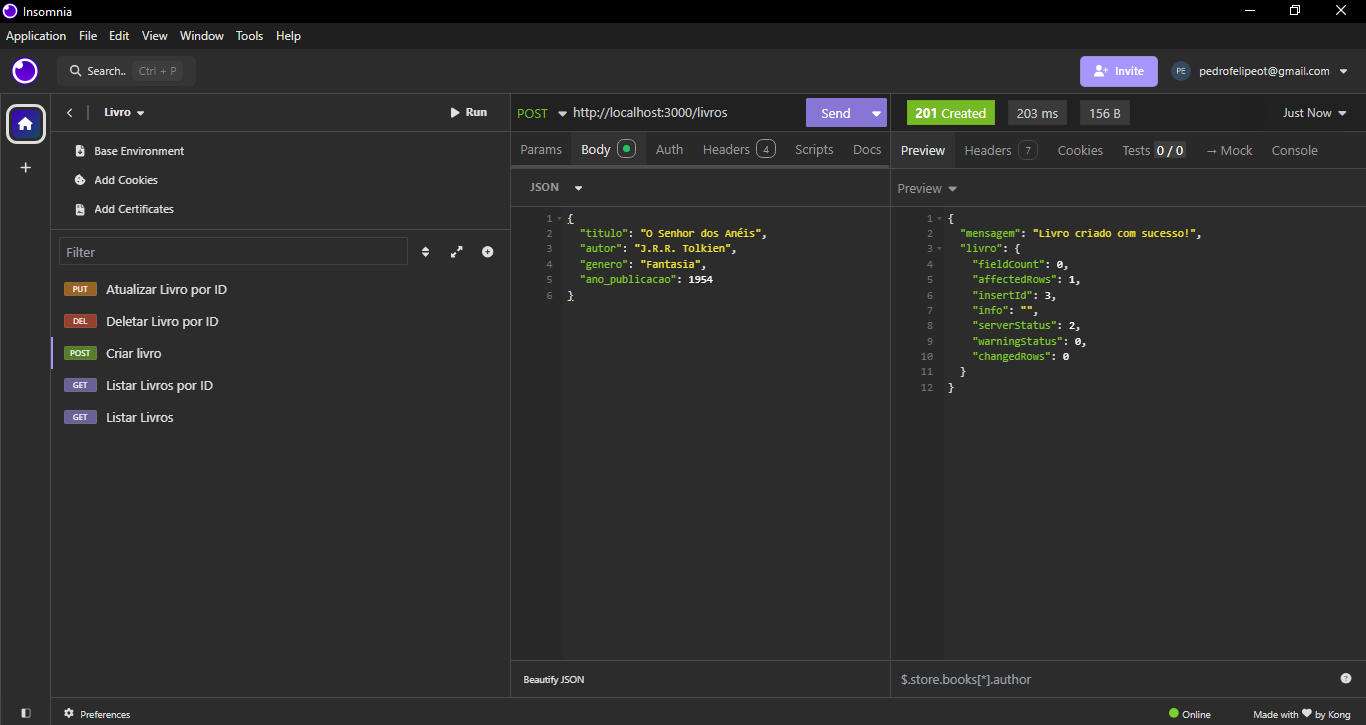 Insomnia
Application File Edit View Window Tools Help
Search.. Ctrl + P
Invite
PE pedrofelipeot@gmail.com
Livro
Run
POST http://localhost:3000/livros
Send
201 Created 203 ms 156 B
Just Now
Base Environment
Add Cookies
Add Certificates
Filter
PUT Atualizar Livro por ID
DEL Deletar Livro por ID
POST Criar livro
GET Listar Livros por ID
GET Listar Livros
Params Body Auth Headers 4 Scripts Docs
JSON
1 {
2 "titulo": "O Senhor dos Anéis",
3 "autor": "J.R.R. Tolkien",
4 "genero": "Fantasia",
5 "ano_publicacao": 1954
6 }
Beautify JSON
Preview Headers 7 Cookies Tests 0 / 0 → Mock Console
Preview
1 {
2 "mensagem": "Livro criado com sucesso!",
3 "livro": {
4 "fieldCount": 0,
5 "affectedRows": 1,
6 "insertId": 3,
7 "info": "",
8 "serverStatus": 2,
9 "warningStatus": 0,
10 "changedRows": 0
11 }
12 }
$.store.books[*].author
Preferences
Online
Made with ♥ by Kong